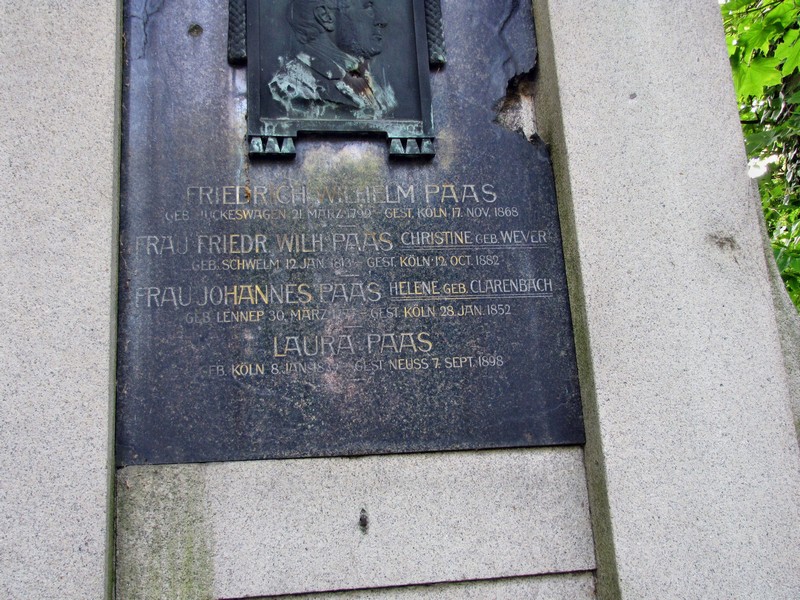 FRIEDRICH WILHELM PAAS
GEB. HÜCKESWAGEN 21. MÄRZ 1792 – GEST. KÖLN 17. NOV. 1868
FRAU FRIEDR. WILH. PAAS CHRISTINE GEB. WEVER
GEB. SCHWELM 12. JAN. – GEST. KÖLN 12. OCT. 1882
FRAU JOHANNES PAAS HELENE GEB. CLARENBACH
GEB. LENNEP 30. MÄRZ – GEST. KÖLN 28. JAN. 1852
LAURA PAAS
GEB. KÖLN 8. JAN. – GEST. NEUSS 7. SEPT. 1898